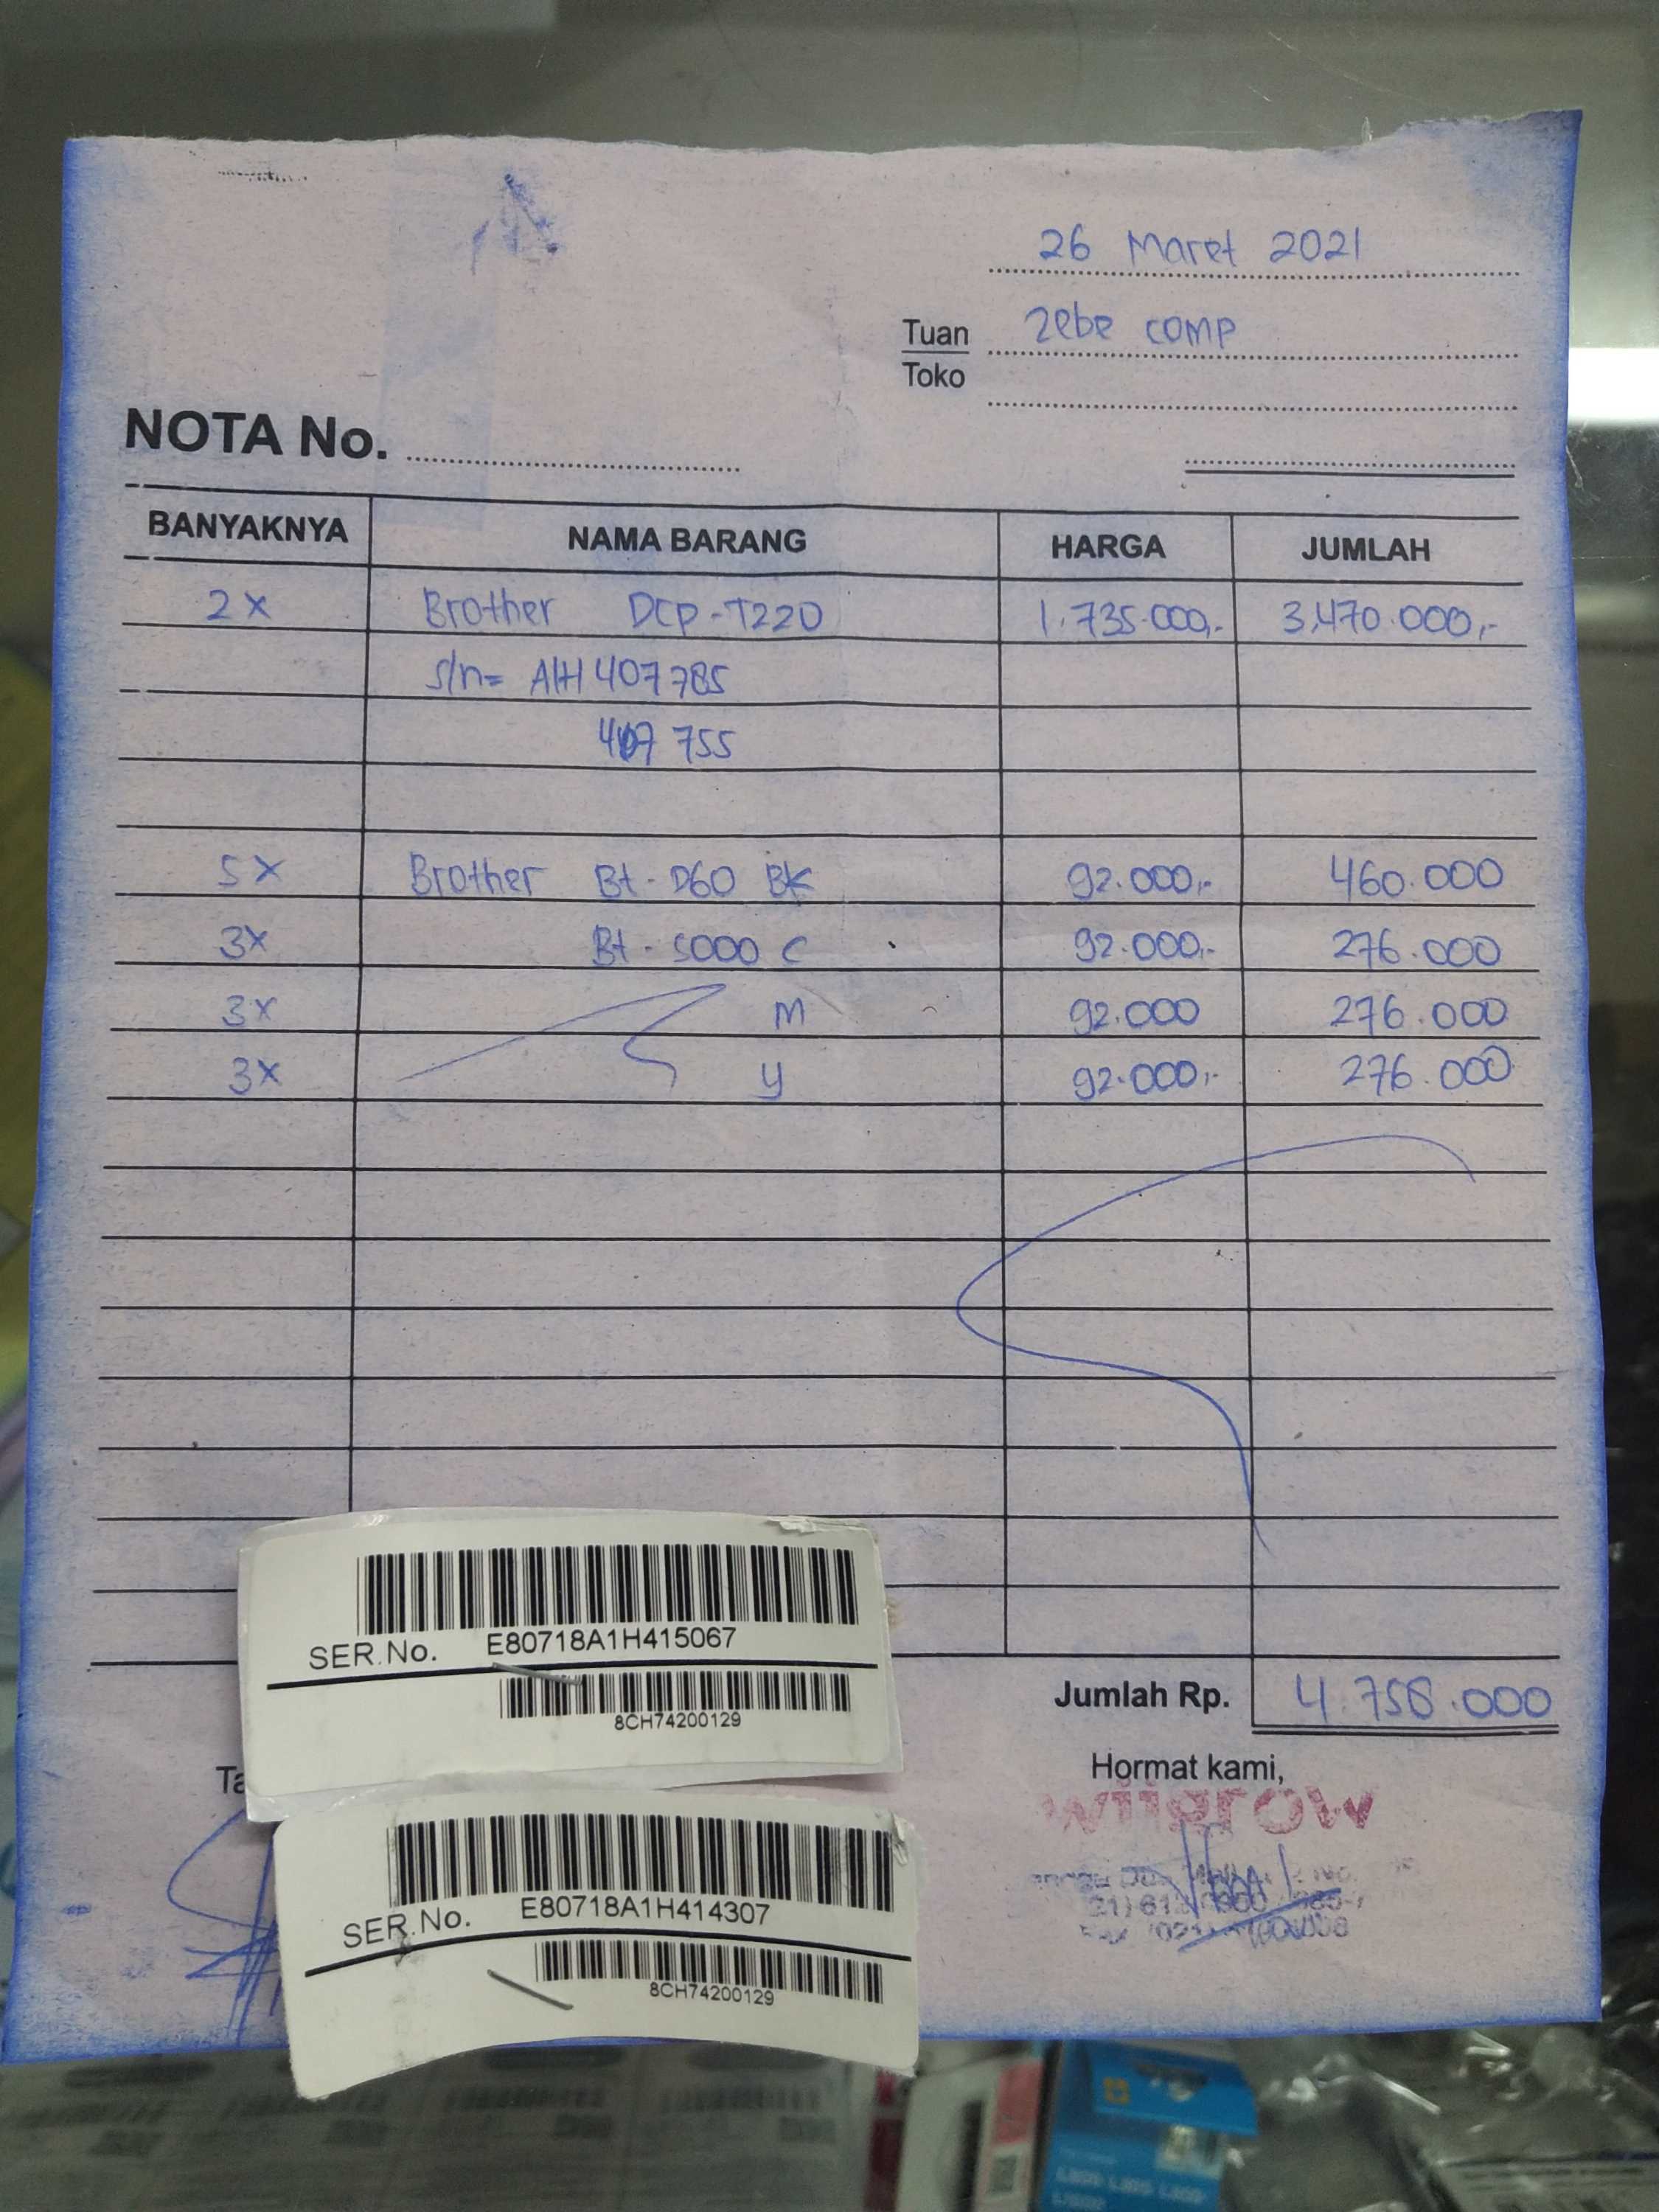 26 Maret 2021
Tuan Zebe comp
Toko
NOTA No.
BANYAKNYA NAMA BARANG HARGA JUMLAH
2x Brother DCP-T220 1.735.000,- 3,470.000,-
s/n= A1H 407785
407 755
5x Brother Bt-D60 BK 92.000,- 460.000
3x Bt-5000 C 92.000,- 276.000
3x M 92.000 276.000
3x y 92.000,- 276.000
SER.No. E80718A1H415067
8CH74200129
Jumlah Rp. 4.758.000
Hormat kami,
wiigrow
SER.No. E80718A1H414307
8CH74200129